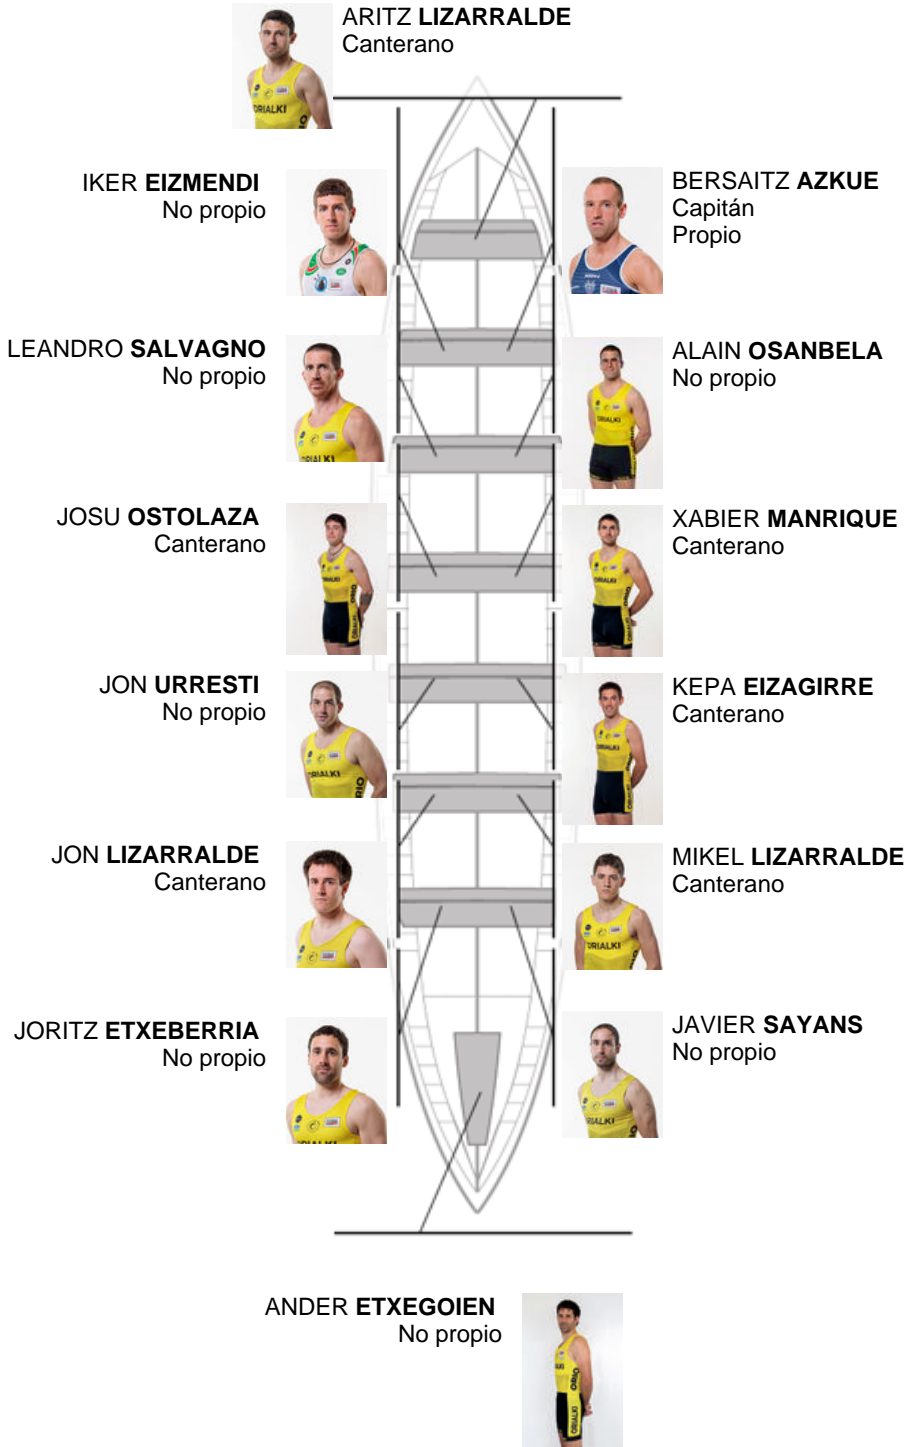 ARITZ LIZARRALDE
Canterano
IKER EIZMENDI
No propio
BERSAITZ AZKUE
Capitán
Propio
LEANDRO SALVAGNO
No propio
ALAIN OSANBELA
No propio
JOSU OSTOLAZA
Canterano
XABIER MANRIQUE
Canterano
JON URRESTI
No propio
KEPA EIZAGIRRE
Canterano
JON LIZARRALDE
Canterano
MIKEL LIZARRALDE
Canterano
JORITZ ETXEBERRIA
No propio
JAVIER SAYANS
No propio
ANDER ETXEGOIEN
No propio